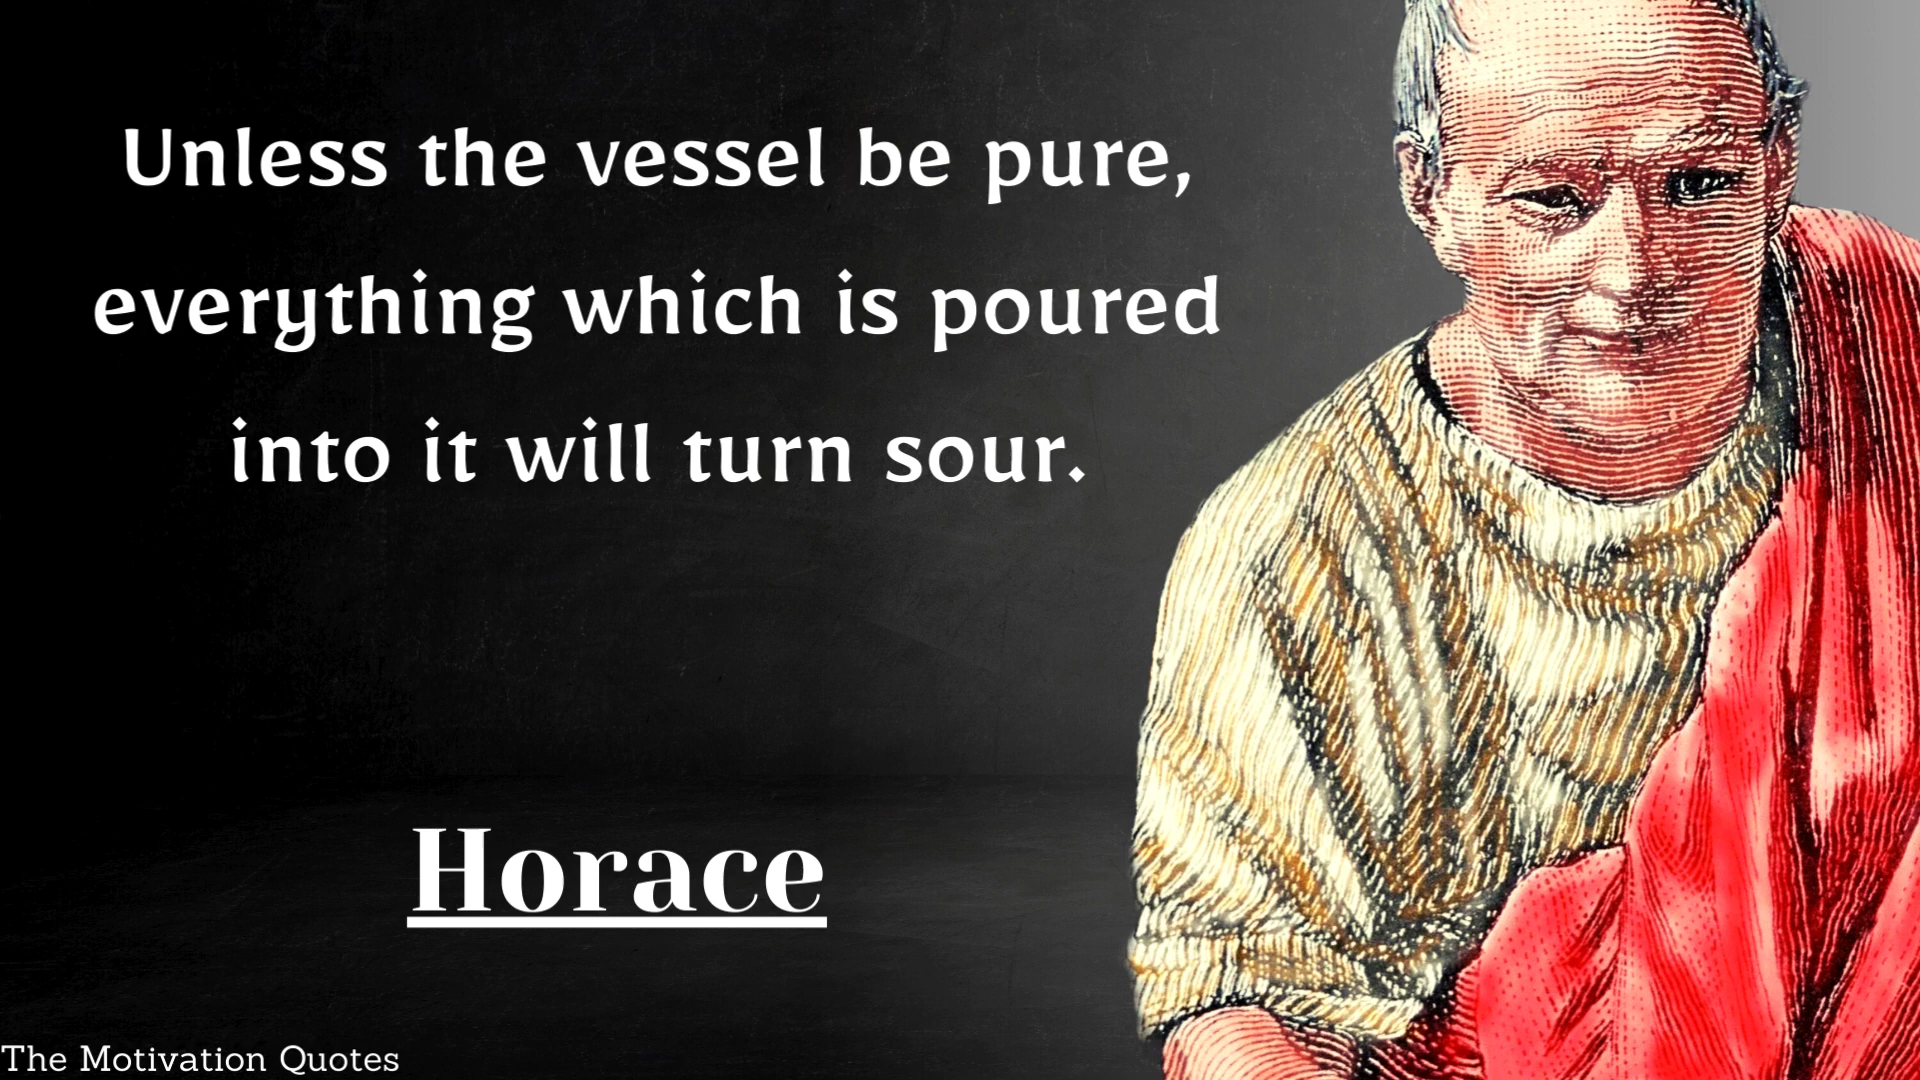 Unless the vessel be pure,
everything which is poured
into it will turn sour.
Horace
The Motivation Quotes